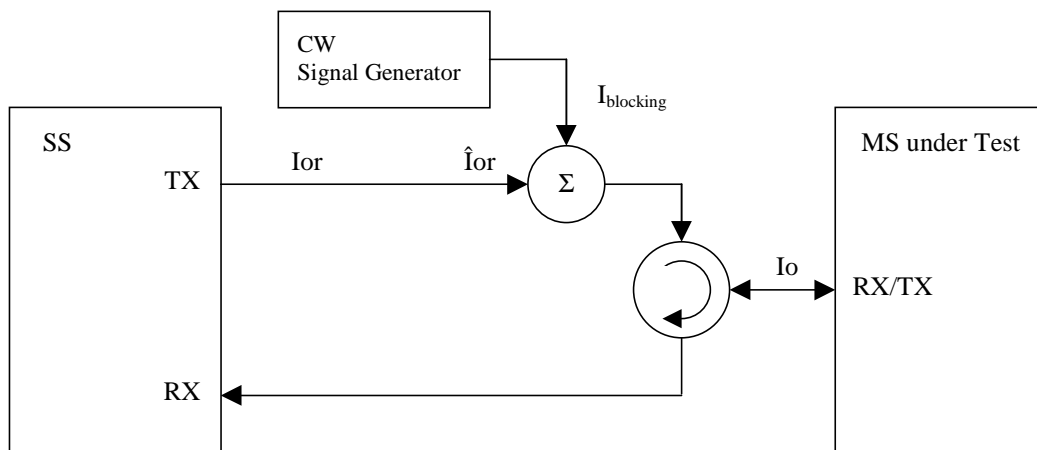 CW
Signal Generator
I_blocking
SS
MS under Test
TX
Ior
Îor
Σ
Io
RX/TX
RX